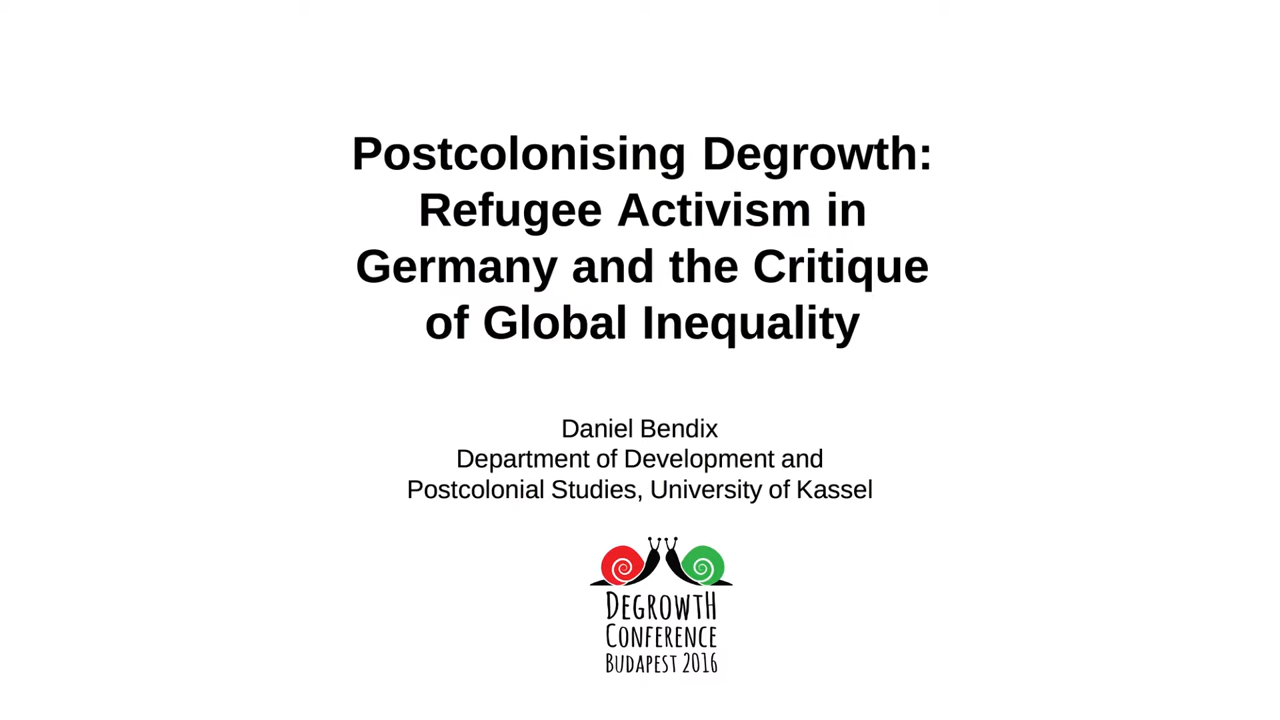 Postcolonising Degrowth:
Refugee Activism in
Germany and the Critique
of Global Inequality
Daniel Bendix
Department of Development and
Postcolonial Studies, University of Kassel
DEGROWTH
CONFERENCE
BUDAPEST 2016